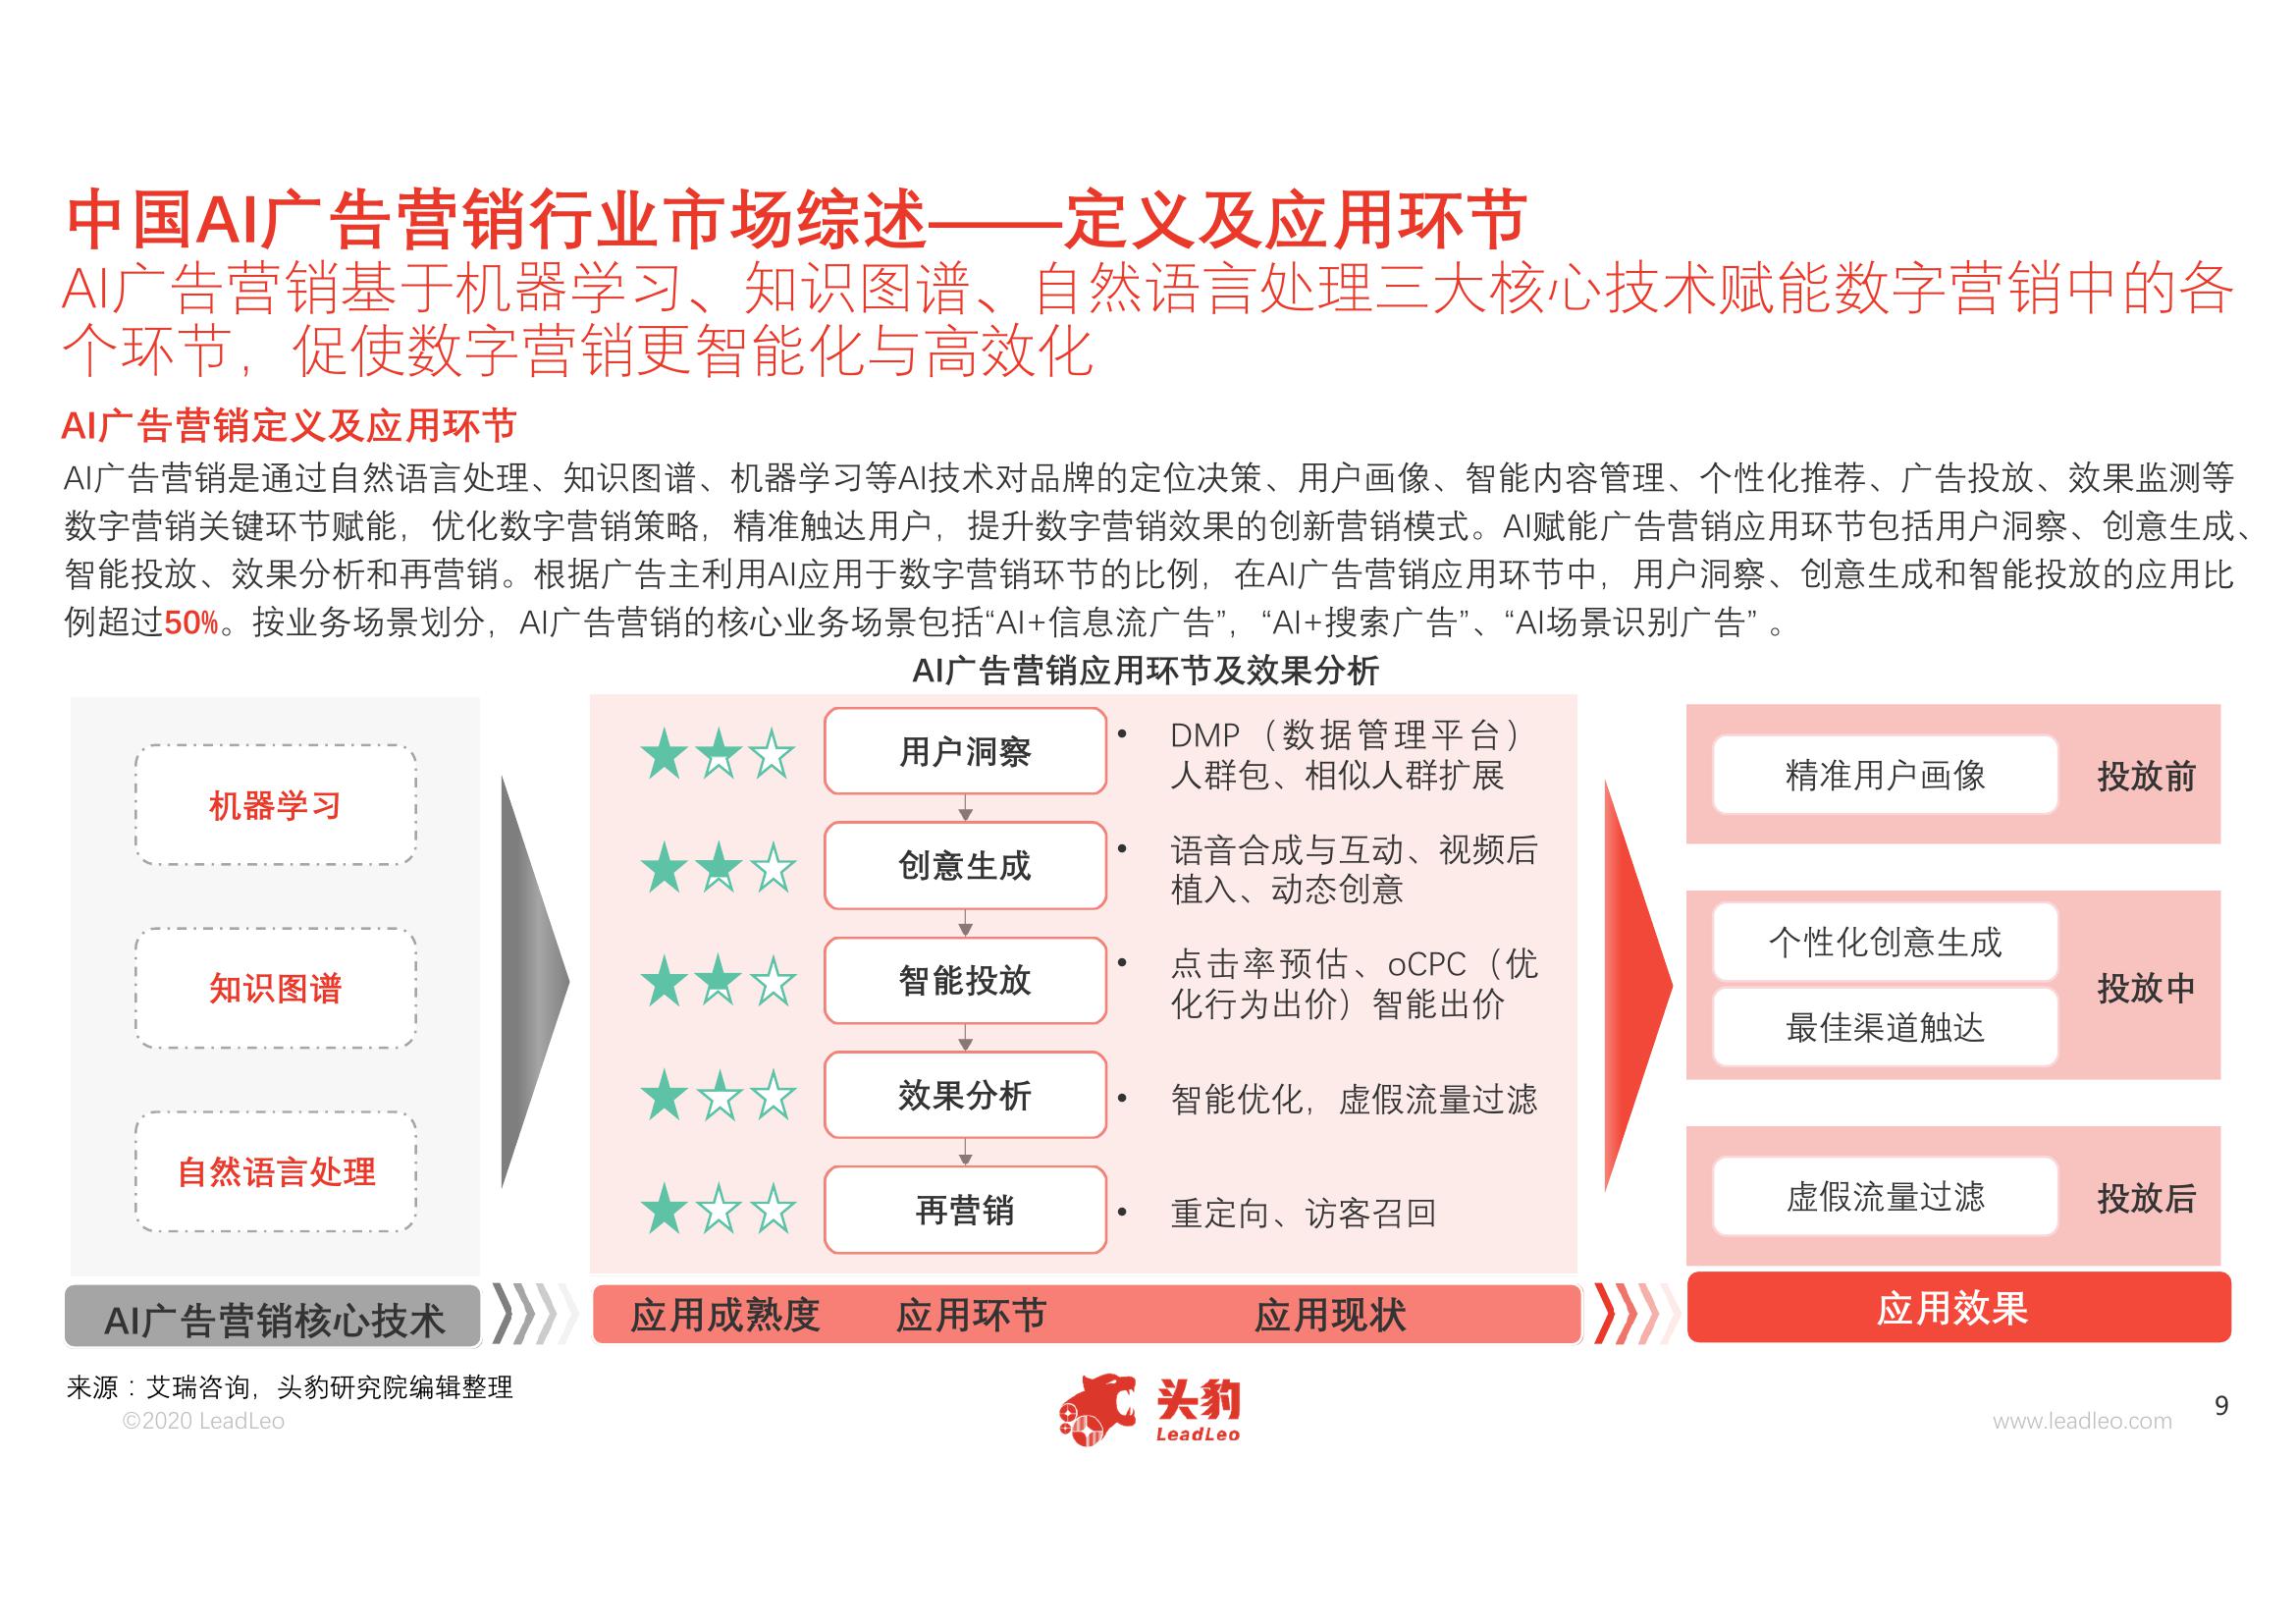 中国AI广告营销行业市场综述——定义及应用环节
AI广告营销基于机器学习、知识图谱、自然语言处理三大核心技术赋能数字营销中的各
个环节，促使数字营销更智能化与高效化
AI广告营销定义及应用环节
AI广告营销是通过自然语言处理、知识图谱、机器学习等AI技术对品牌的定位决策、用户画像、智能内容管理、个性化推荐、广告投放、效果监测等
数字营销关键环节赋能，优化数字营销策略，精准触达用户，提升数字营销效果的创新营销模式。AI赋能广告营销应用环节包括用户洞察、创意生成、
智能投放、效果分析和再营销。根据广告主利用AI应用于数字营销环节的比例，在AI广告营销应用环节中，用户洞察、创意生成和智能投放的应用比
例超过50%。按业务场景划分，AI广告营销的核心业务场景包括“AI+信息流广告”，“AI+搜索广告”、“AI场景识别广告” 。
AI广告营销应用环节及效果分析
机器学习
知识图谱
自然语言处理
AI广告营销核心技术
用户洞察
• DMP（数据管理平台）
人群包、相似人群扩展
创意生成
• 语音合成与互动、视频后
植入、动态创意
智能投放
• 点击率预估、oCPC（优
化行为出价）智能出价
效果分析
• 智能优化，虚假流量过滤
再营销
• 重定向、访客召回
应用成熟度
应用环节
应用现状
精准用户画像
投放前
个性化创意生成
最佳渠道触达
投放中
虚假流量过滤
投放后
应用效果
来源：艾瑞咨询，头豹研究院编辑整理
©2020 LeadLeo
头豹
LeadLeo
www.leadleo.com
9